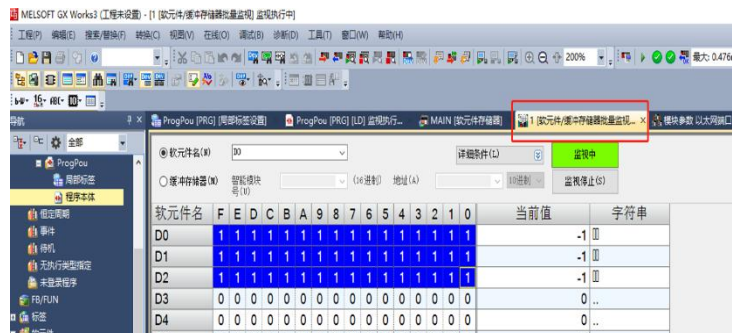 MELSOFT GX Works3 (工程未设置) - [1 [软元件/缓冲存储器批量监视] 监视执行中]
工程(P) 编辑(E) 搜索/替换(F) 转换(C) 视图(V) 在线(O) 调试(B) 诊断(D) 工具(T) 窗口(W) 帮助(H)
200% 最大: 0.476
导航 ProgPou [PRG] [局部标签设置] ProgPou [PRG] [LD] 监视执行... MAIN [软元件存储器] 1 [软元件/缓冲存储器批量监视... × 模块参数 以太网端口
全部
ProgPou
局部标签
程序本体
恒定周期
事件
待机
无执行类型指定
未登录程序
FB/FUN
标签
软元件名(N) D0 详细条件(L) 监视中
缓冲存储器(M) 智能模块号(U) (16进制) 地址(A) 10进制 监视停止(S)
软元件名 F E D C B A 9 8 7 6 5 4 3 2 1 0 当前值 字符串
D0 1 1 1 1 1 1 1 1 1 1 1 1 1 1 1 1 -1
D1 1 1 1 1 1 1 1 1 1 1 1 1 1 1 1 1 -1
D2 1 1 1 1 1 1 1 1 1 1 1 1 1 1 1 1 -1
D3 0 0 0 0 0 0 0 0 0 0 0 0 0 0 0 0 0 ..
D4 0 0 0 0 0 0 0 0 0 0 0 0 0 0 0 0 0 ..